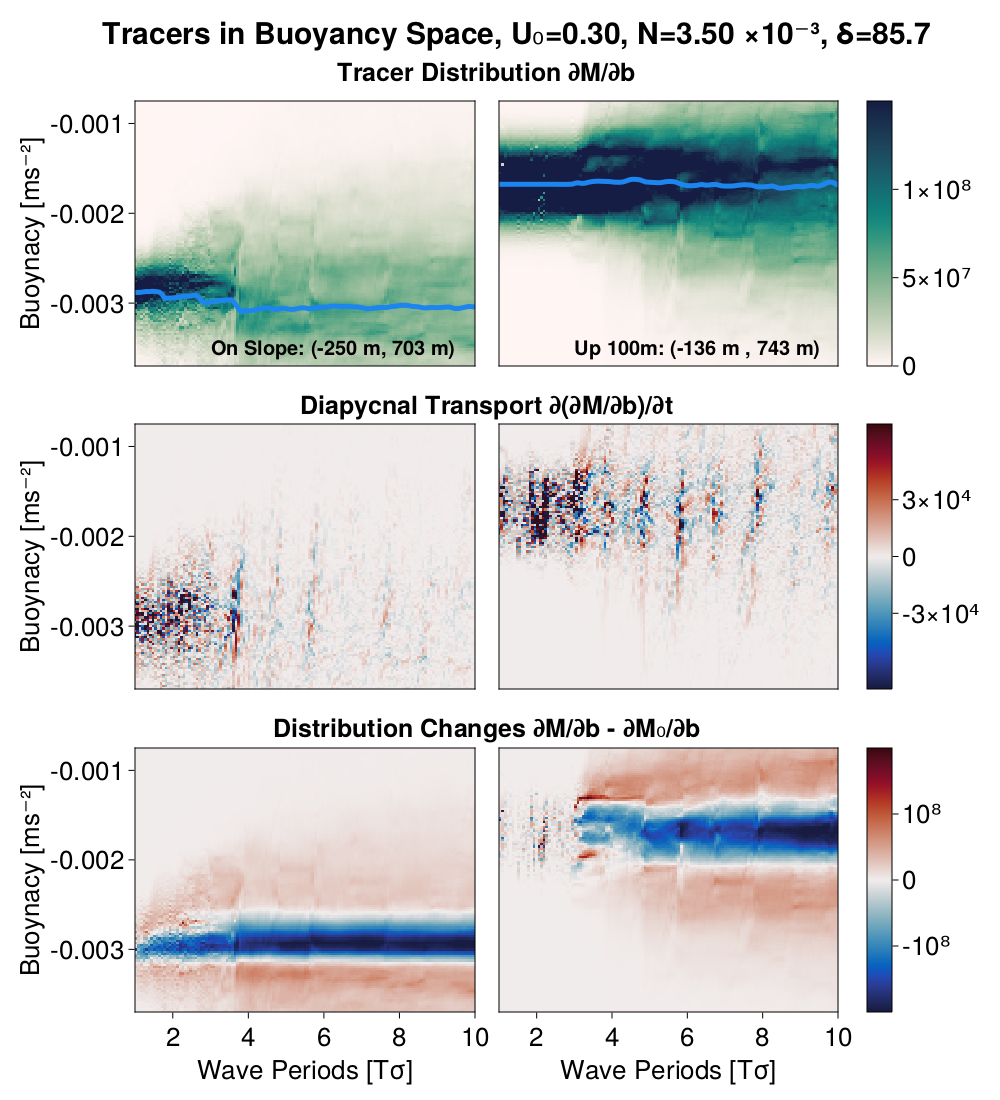 Tracers in Buoyancy Space, U₀=0.30, N=3.50 ×10⁻³, δ=85.7
Tracer Distribution ∂M/∂b
Buoynacy [ms⁻²]
-0.001
-0.002
-0.003
On Slope: (-250 m, 703 m)
Up 100m: (-136 m , 743 m)
1×10⁸
5×10⁷
0
Diapycnal Transport ∂(∂M/∂b)/∂t
Buoynacy [ms⁻²]
-0.001
-0.002
-0.003
3×10⁴
0
-3×10⁴
Distribution Changes ∂M/∂b - ∂M₀/∂b
Buoynacy [ms⁻²]
-0.001
-0.002
-0.003
10⁸
0
-10⁸
2 4 6 8 10
2 4 6 8 10
Wave Periods [Tσ]
Wave Periods [Tσ]